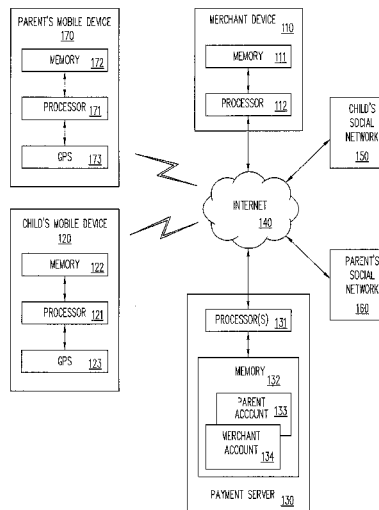 PARENT'S MOBILE DEVICE
170
MEMORY 172
PROCESSOR 171
GPS 173
MERCHANT DEVICE
110
MEMORY 111
PROCESSOR 112
CHILD'S
SOCIAL
NETWORK
150
INTERNET
140
CHILD'S MOBILE DEVICE
120
MEMORY 122
PROCESSOR 121
GPS 123
PARENT'S
SOCIAL
NETWORK
160
PROCESSOR(S) 131
MEMORY
132
PARENT
ACCOUNT
133
MERCHANT
ACCOUNT
134
PAYMENT SERVER 130